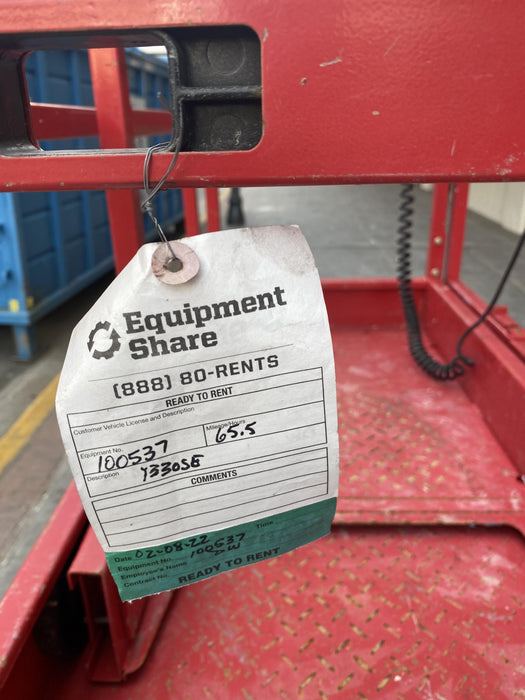 Equipment
Share
(888) 80-RENTS
READY TO RENT
Customer Vehicle License and Description
Equipment No. Mileage/Hours
100537 65.5
Description Y330SE
COMMENTS
Date 02-08-22 Time
Equipment No. 100537
Employee's Name DW
Contract No.
READY TO RENT